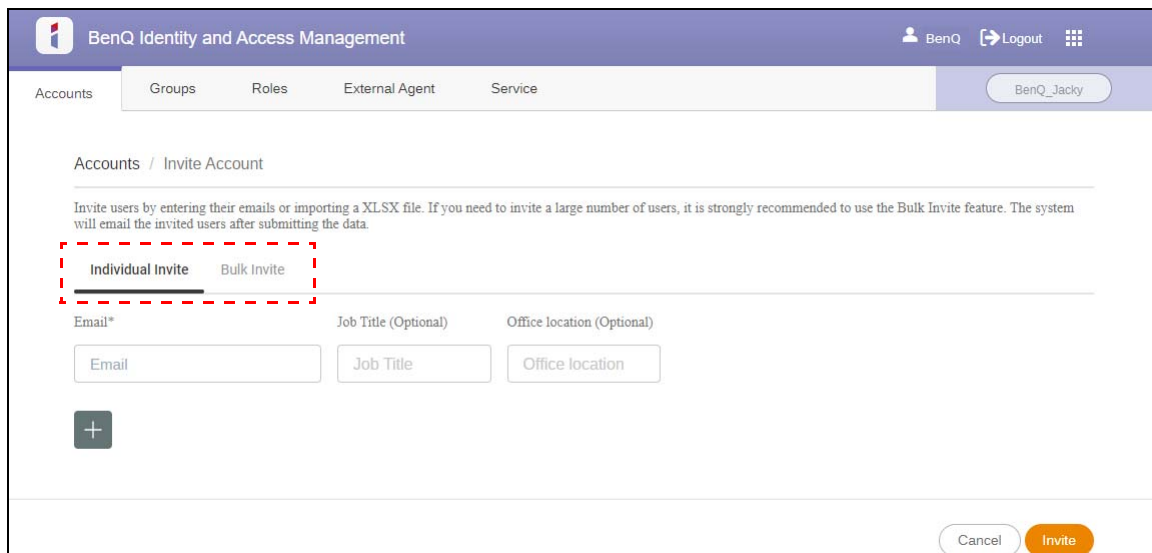 BenQ Identity and Access Management
BenQ Logout
Accounts Groups Roles External Agent Service BenQ_Jacky
Accounts / Invite Account
Invite users by entering their emails or importing a XLSX file. If you need to invite a large number of users, it is strongly recommended to use the Bulk Invite feature. The system
will email the invited users after submitting the data.
Individual Invite Bulk Invite
Email* Job Title (Optional) Office location (Optional)
Email Job Title Office location
Cancel Invite